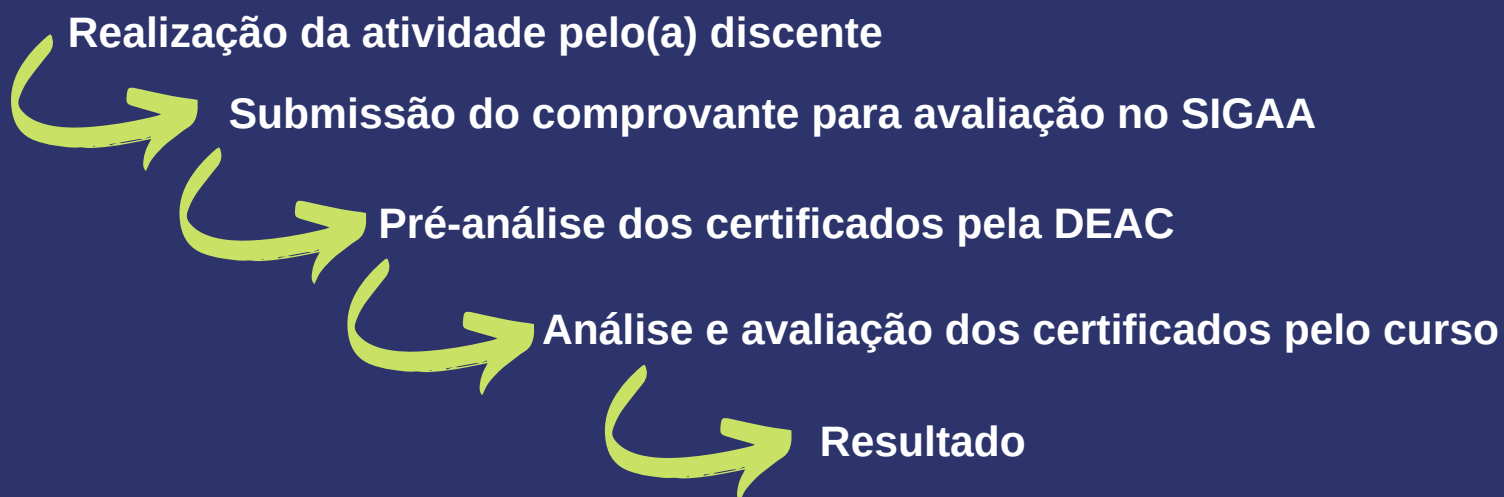 Realização da atividade pelo(a) discente
Submissão do comprovante para avaliação no SIGAA
Pré-análise dos certificados pela DEAC
Análise e avaliação dos certificados pelo curso
Resultado